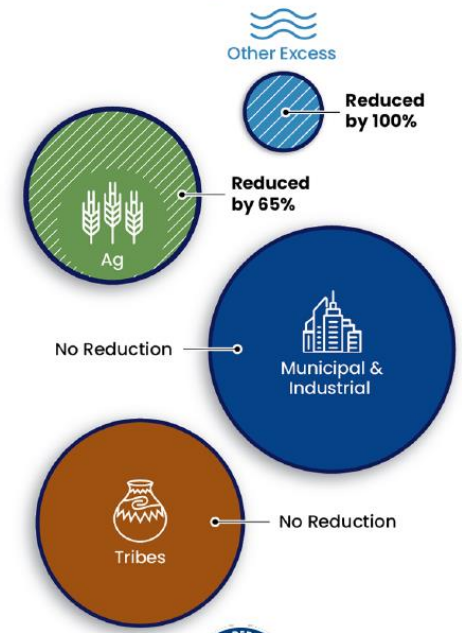 Other Excess
Reduced
by 100%
Reduced
by 65%
Ag
No Reduction
Municipal &
Industrial
No Reduction
Tribes